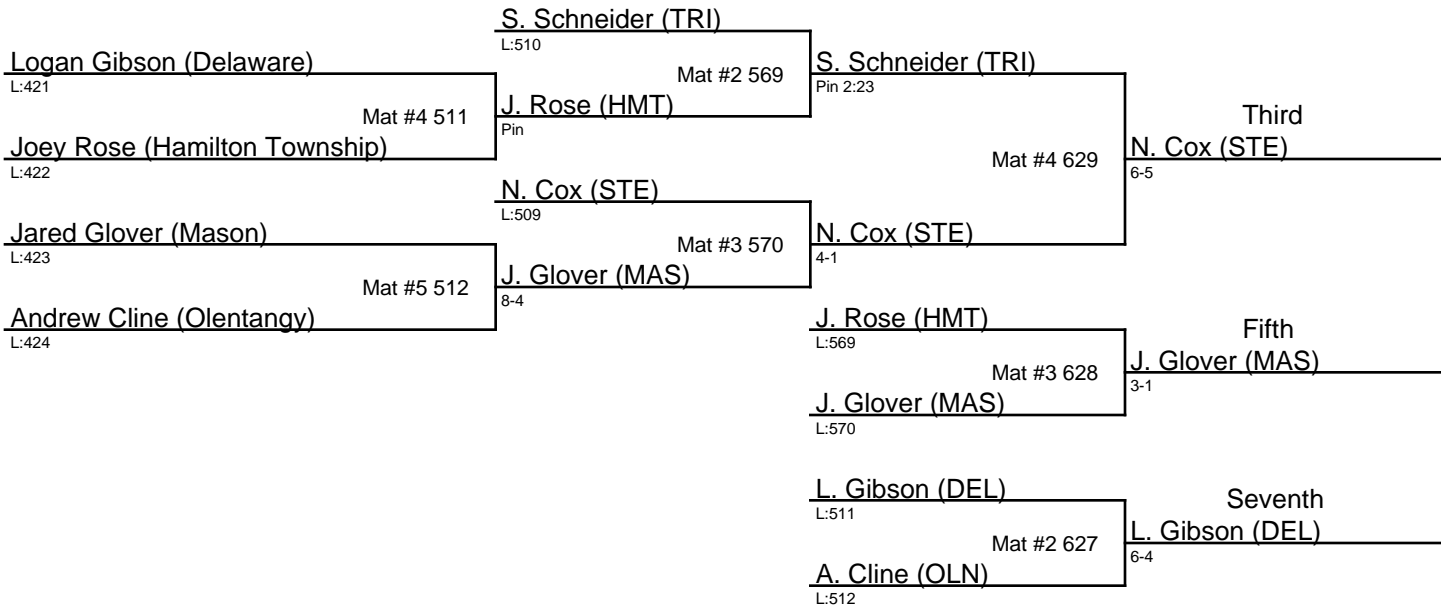 S. Schneider (TRI)
L:510
Logan Gibson (Delaware)
L:421
Mat #2 569
S. Schneider (TRI)
Pin 2:23
Mat #4 511
J. Rose (HMT)
Pin
Third
Joey Rose (Hamilton Township)
L:422
Mat #4 629
N. Cox (STE)
6-5
N. Cox (STE)
L:509
Jared Glover (Mason)
L:423
Mat #3 570
N. Cox (STE)
4-1
Mat #5 512
J. Glover (MAS)
8-4
Andrew Cline (Olentangy)
L:424
J. Rose (HMT)
L:569
Fifth
Mat #3 628
J. Glover (MAS)
3-1
J. Glover (MAS)
L:570
L. Gibson (DEL)
L:511
Seventh
Mat #2 627
L. Gibson (DEL)
6-4
A. Cline (OLN)
L:512